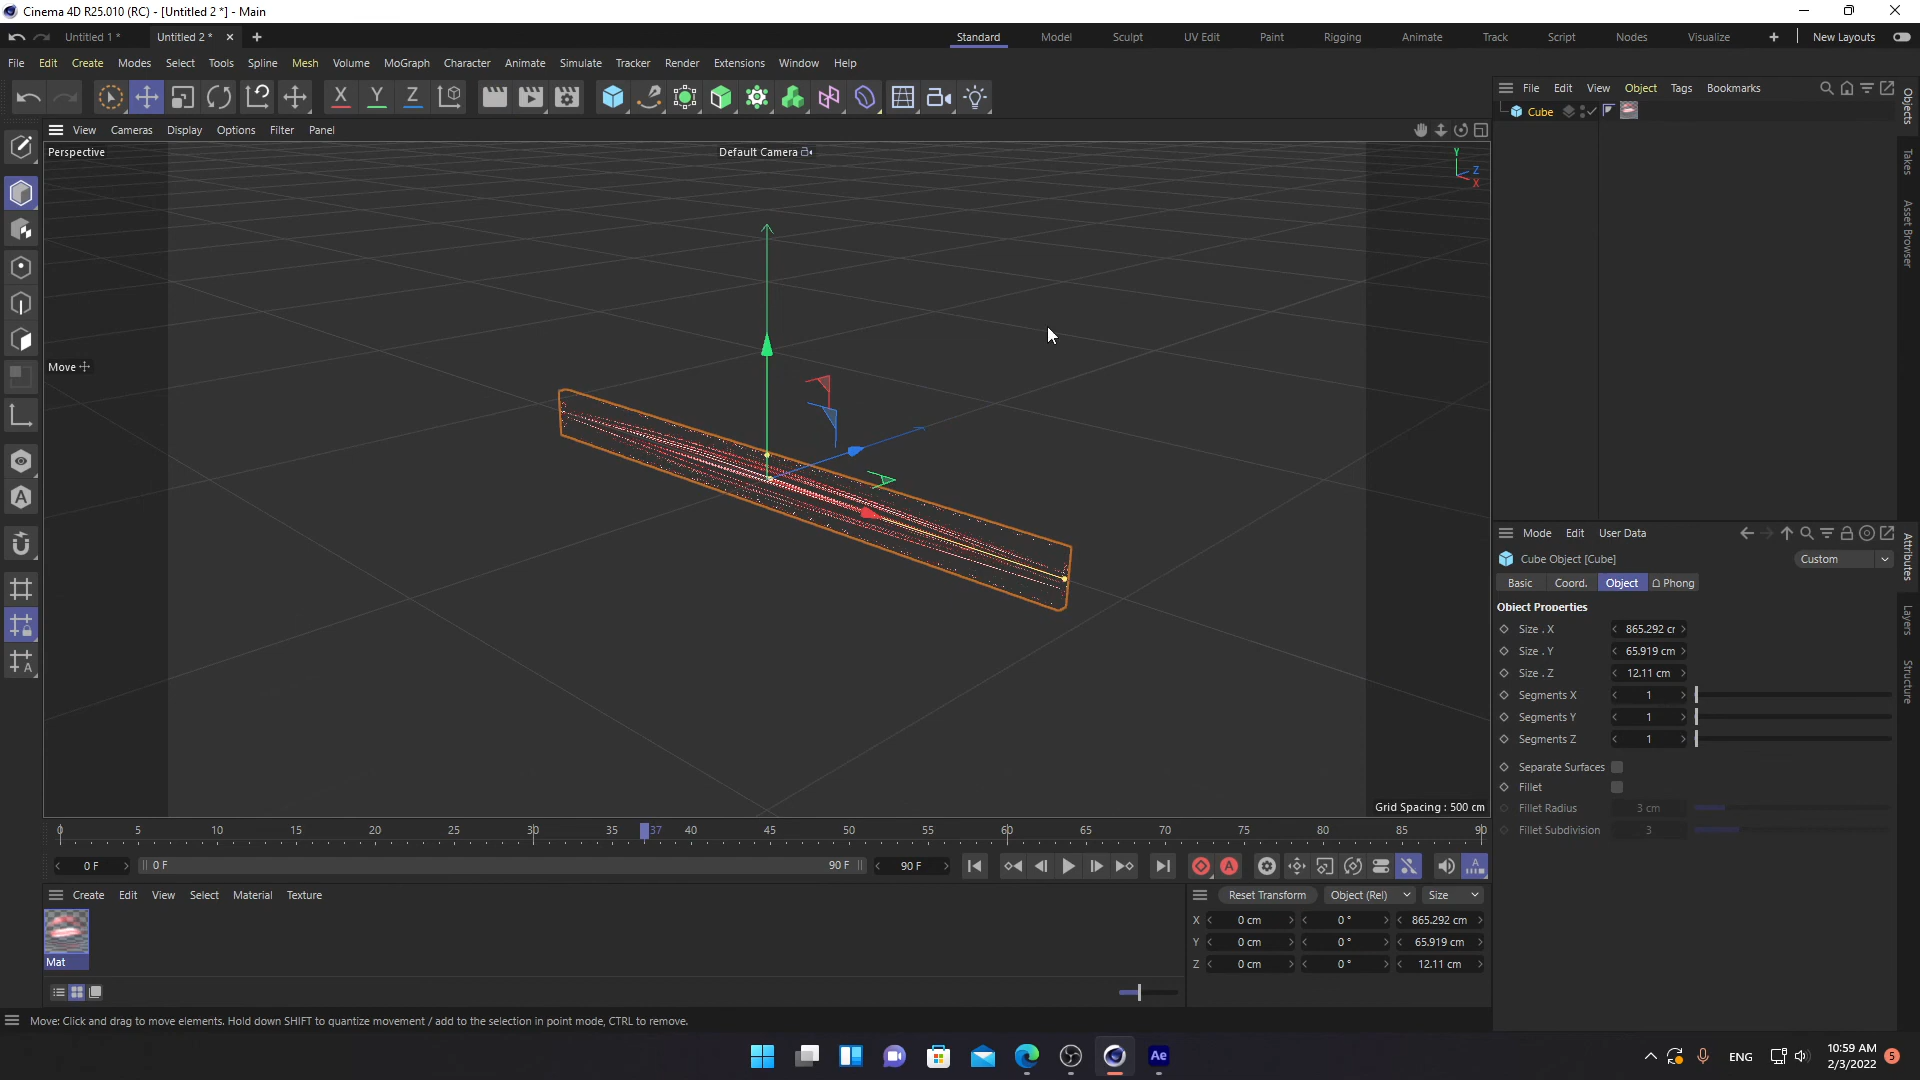 Cinema 4D R25.010 (RC) - [Untitled 2 *] - Main
Untitled 1 * Untitled 2 * Standard Model Sculpt UV Edit Paint Rigging Animate Track Script Nodes Visualize New Layouts
File Edit Create Modes Select Tools Spline Mesh Volume MoGraph Character Animate Simulate Tracker Render Extensions Window Help
X Y Z
File Edit View Object Tags Bookmarks
Objects
Takes
Asset Browser
Cube
View Cameras Display Options Filter Panel
Perspective
Default Camera
Y
Z
X
Move
Grid Spacing : 500 cm
Mode Edit User Data
Attributes
Layers
Structure
Cube Object [Cube]
Custom
Basic Coord. Object Phong
Object Properties
Size . X 865.292 cr
Size . Y 65.919 cm
Size . Z 12.11 cm
Segments X 1
Segments Y 1
Segments Z 1
Separate Surfaces
Fillet
Fillet Radius 3 cm
Fillet Subdivision 3
0 5 10 15 20 25 30 35 37 40 45 50 55 60 65 70 75 80 85 90
0 F 0 F 90 F 90 F
Create Edit View Select Material Texture
Mat
Reset Transform Object (Rel) Size
X 0 cm 0 ° 865.292 cm
Y 0 cm 0 ° 65.919 cm
Z 0 cm 0 ° 12.11 cm
Move: Click and drag to move elements. Hold down SHIFT to quantize movement / add to the selection in point mode, CTRL to remove.
Ae
ENG
10:59 AM
2/3/2022
5